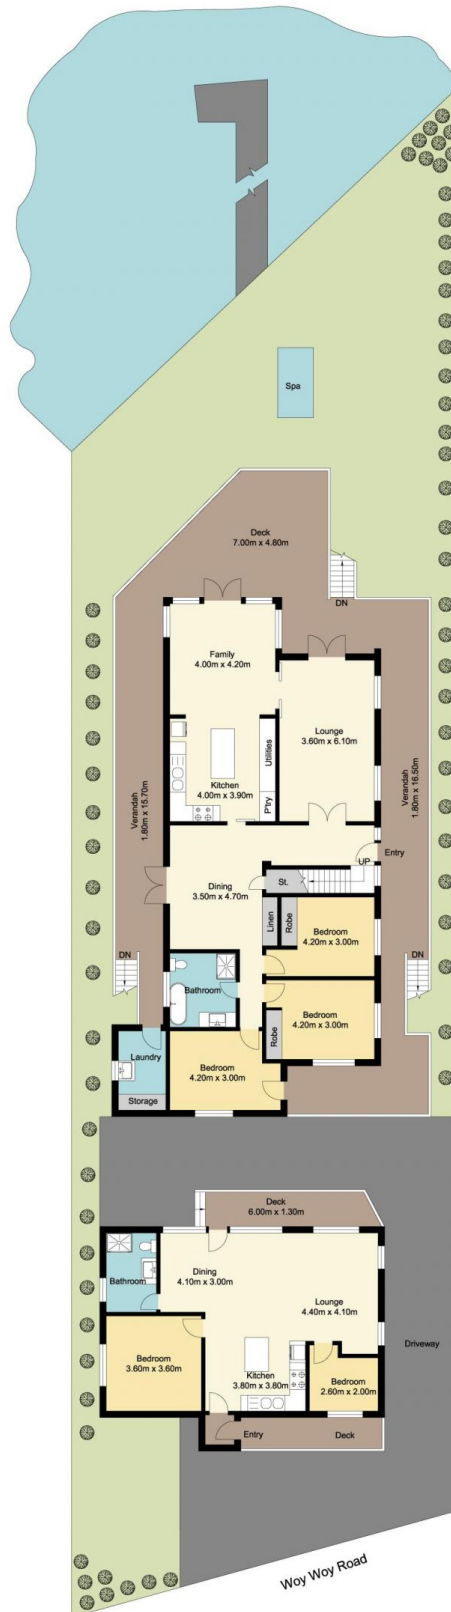 Spa
Deck
7.00m x 4.80m
DN
Family
4.00m x 4.20m
Lounge
3.60m x 6.10m
Utilities
Kitchen
4.00m x 3.90m
P'try
Verandah
1.80m x 15.70m
Verandah
1.80m x 16.50m
Entry
UP
Dining
3.50m x 4.70m
St.
Linen
Robe
Bedroom
4.20m x 3.00m
DN
DN
Bathroom
Bedroom
4.20m x 3.00m
Robe
Laundry
Bedroom
4.20m x 3.00m
Storage
Deck
6.00m x 1.30m
Dining
4.10m x 3.00m
Bathroom
Lounge
4.40m x 4.10m
Driveway
Bedroom
3.60m x 3.60m
Kitchen
3.80m x 3.80m
Bedroom
2.60m x 2.00m
Entry
Deck
Woy Woy Road